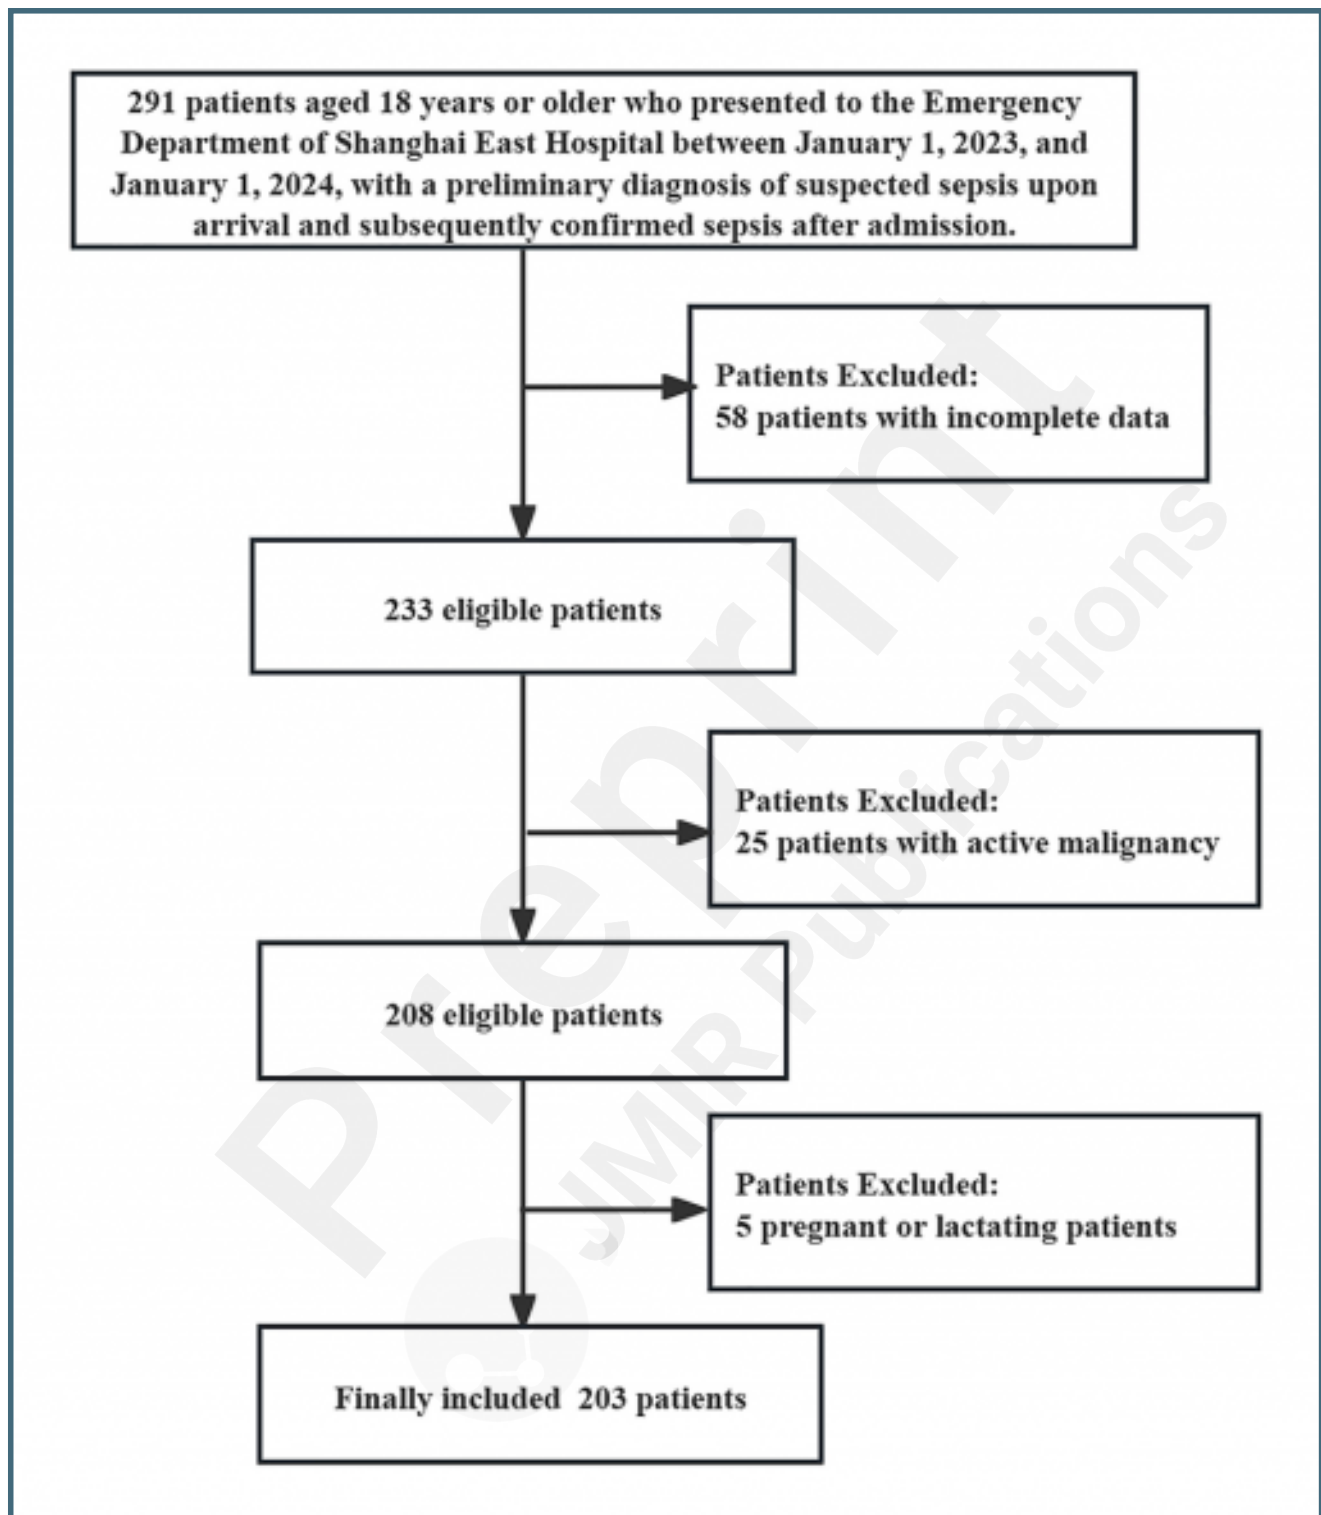 291 patients aged 18 years or older who presented to the Emergency
Department of Shanghai East Hospital between January 1, 2023, and
January 1, 2024, with a preliminary diagnosis of suspected sepsis upon
arrival and subsequently confirmed sepsis after admission.
Patients Excluded:
58 patients with incomplete data
233 eligible patients
Patients Excluded:
25 patients with active malignancy
208 eligible patients
Patients Excluded:
5 pregnant or lactating patients
Finally included  203 patients
Preprint
JMIR Publications